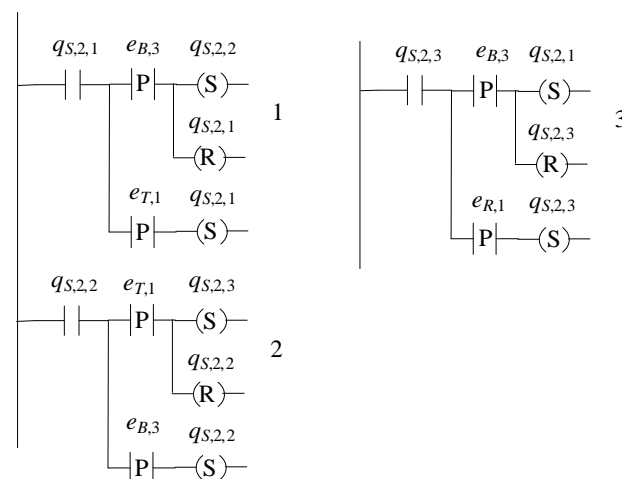 q_{S,2,1} e_{B,3} q_{S,2,2}
P S
1
q_{S,2,1}
R
e_{T,1} q_{S,2,1}
P S
q_{S,2,2} e_{T,1} q_{S,2,3}
P S
2
q_{S,2,2}
R
e_{B,3} q_{S,2,2}
P S
q_{S,2,3} e_{B,3} q_{S,2,1}
P S
3
q_{S,2,3}
R
e_{R,1} q_{S,2,3}
P S